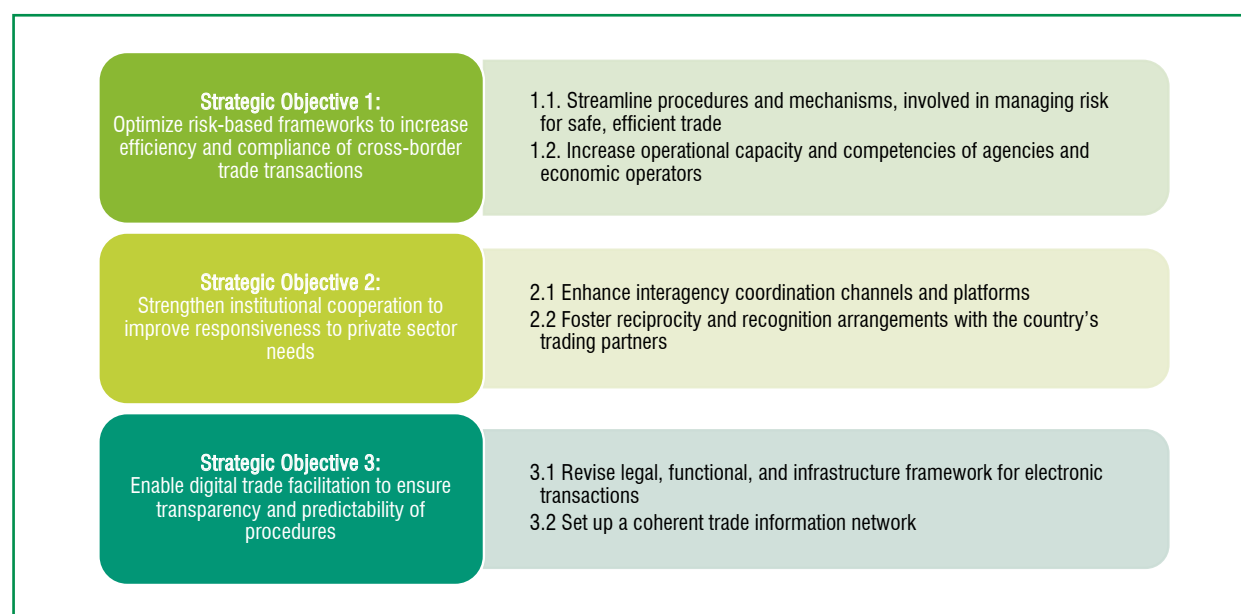 Strategic Objective 1:
Optimize risk-based frameworks to increase
efficiency and compliance of cross-border
trade transactions
1.1. Streamline procedures and mechanisms, involved in managing risk
for safe, efficient trade
1.2. Increase operational capacity and competencies of agencies and
economic operators
Strategic Objective 2:
Strengthen institutional cooperation to
improve responsiveness to private sector
needs
2.1 Enhance interagency coordination channels and platforms
2.2 Foster reciprocity and recognition arrangements with the country’s
trading partners
Strategic Objective 3:
Enable digital trade facilitation to ensure
transparency and predictability of
procedures
3.1 Revise legal, functional, and infrastructure framework for electronic
transactions
3.2 Set up a coherent trade information network